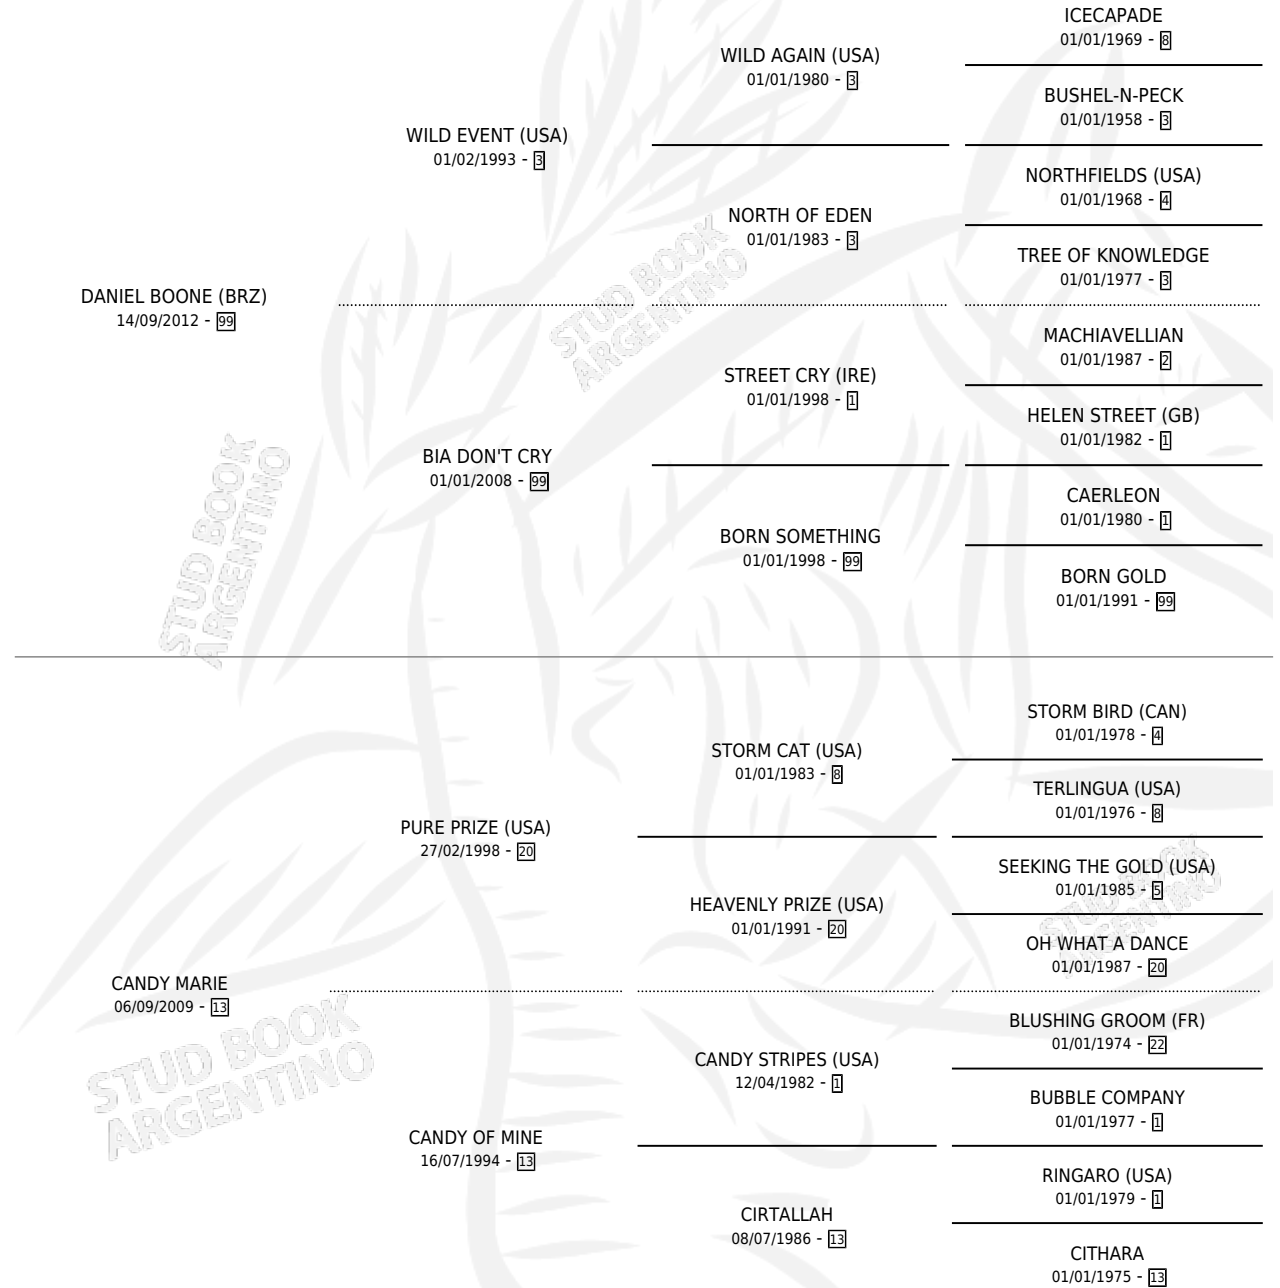 ICECAPADE
01/01/1969 - 8
WILD AGAIN (USA)
01/01/1980 - 3
BUSHEL-N-PECK
01/01/1958 - 3
WILD EVENT (USA)
01/02/1993 - 3
NORTHFIELDS (USA)
01/01/1968 - 4
NORTH OF EDEN
01/01/1983 - 3
TREE OF KNOWLEDGE
01/01/1977 - 3
DANIEL BOONE (BRZ)
14/09/2012 - 99
MACHIAVELLIAN
01/01/1987 - 2
STREET CRY (IRE)
01/01/1998 - 1
HELEN STREET (GB)
01/01/1982 - 1
BIA DON'T CRY
01/01/2008 - 99
CAERLEON
01/01/1980 - 1
BORN SOMETHING
01/01/1998 - 99
BORN GOLD
01/01/1991 - 99
STORM BIRD (CAN)
01/01/1978 - 4
STORM CAT (USA)
01/01/1983 - 8
TERLINGUA (USA)
01/01/1976 - 8
PURE PRIZE (USA)
27/02/1998 - 20
SEEKING THE GOLD (USA)
01/01/1985 - 5
HEAVENLY PRIZE (USA)
01/01/1991 - 20
OH WHAT A DANCE
01/01/1987 - 20
CANDY MARIE
06/09/2009 - 13
BLUSHING GROOM (FR)
01/01/1974 - 22
CANDY STRIPES (USA)
12/04/1982 - 1
BUBBLE COMPANY
01/01/1977 - 1
CANDY OF MINE
16/07/1994 - 13
RINGARO (USA)
01/01/1979 - 1
CIRTALLAH
08/07/1986 - 13
CITHARA
01/01/1975 - 13
STUD BOOK
ARGENTINO
STUD BOOK
ARGENTINO
STUD BOOK
ARGENTINO
STUD BOOK
ARGENTINO